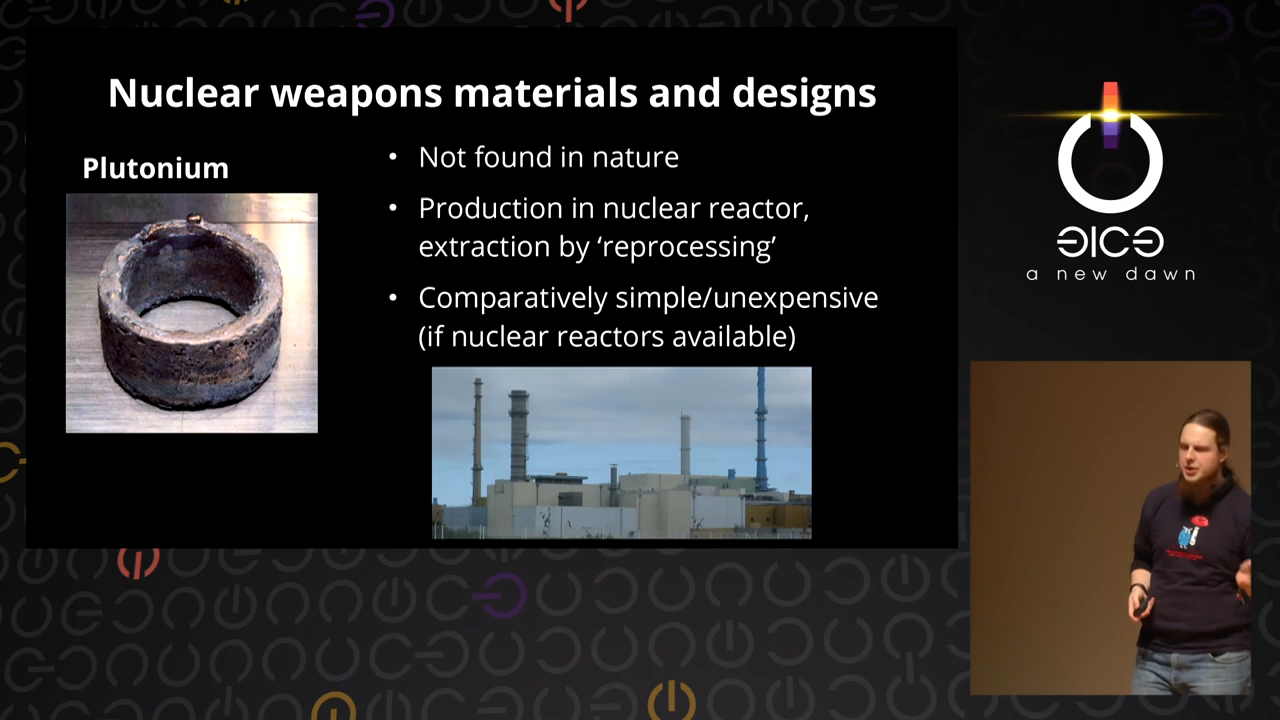 Nuclear weapons materials and designs
Plutonium
• Not found in nature
• Production in nuclear reactor,
extraction by ‘reprocessing’
• Comparatively simple/unexpensive
(if nuclear reactors available)
a new dawn